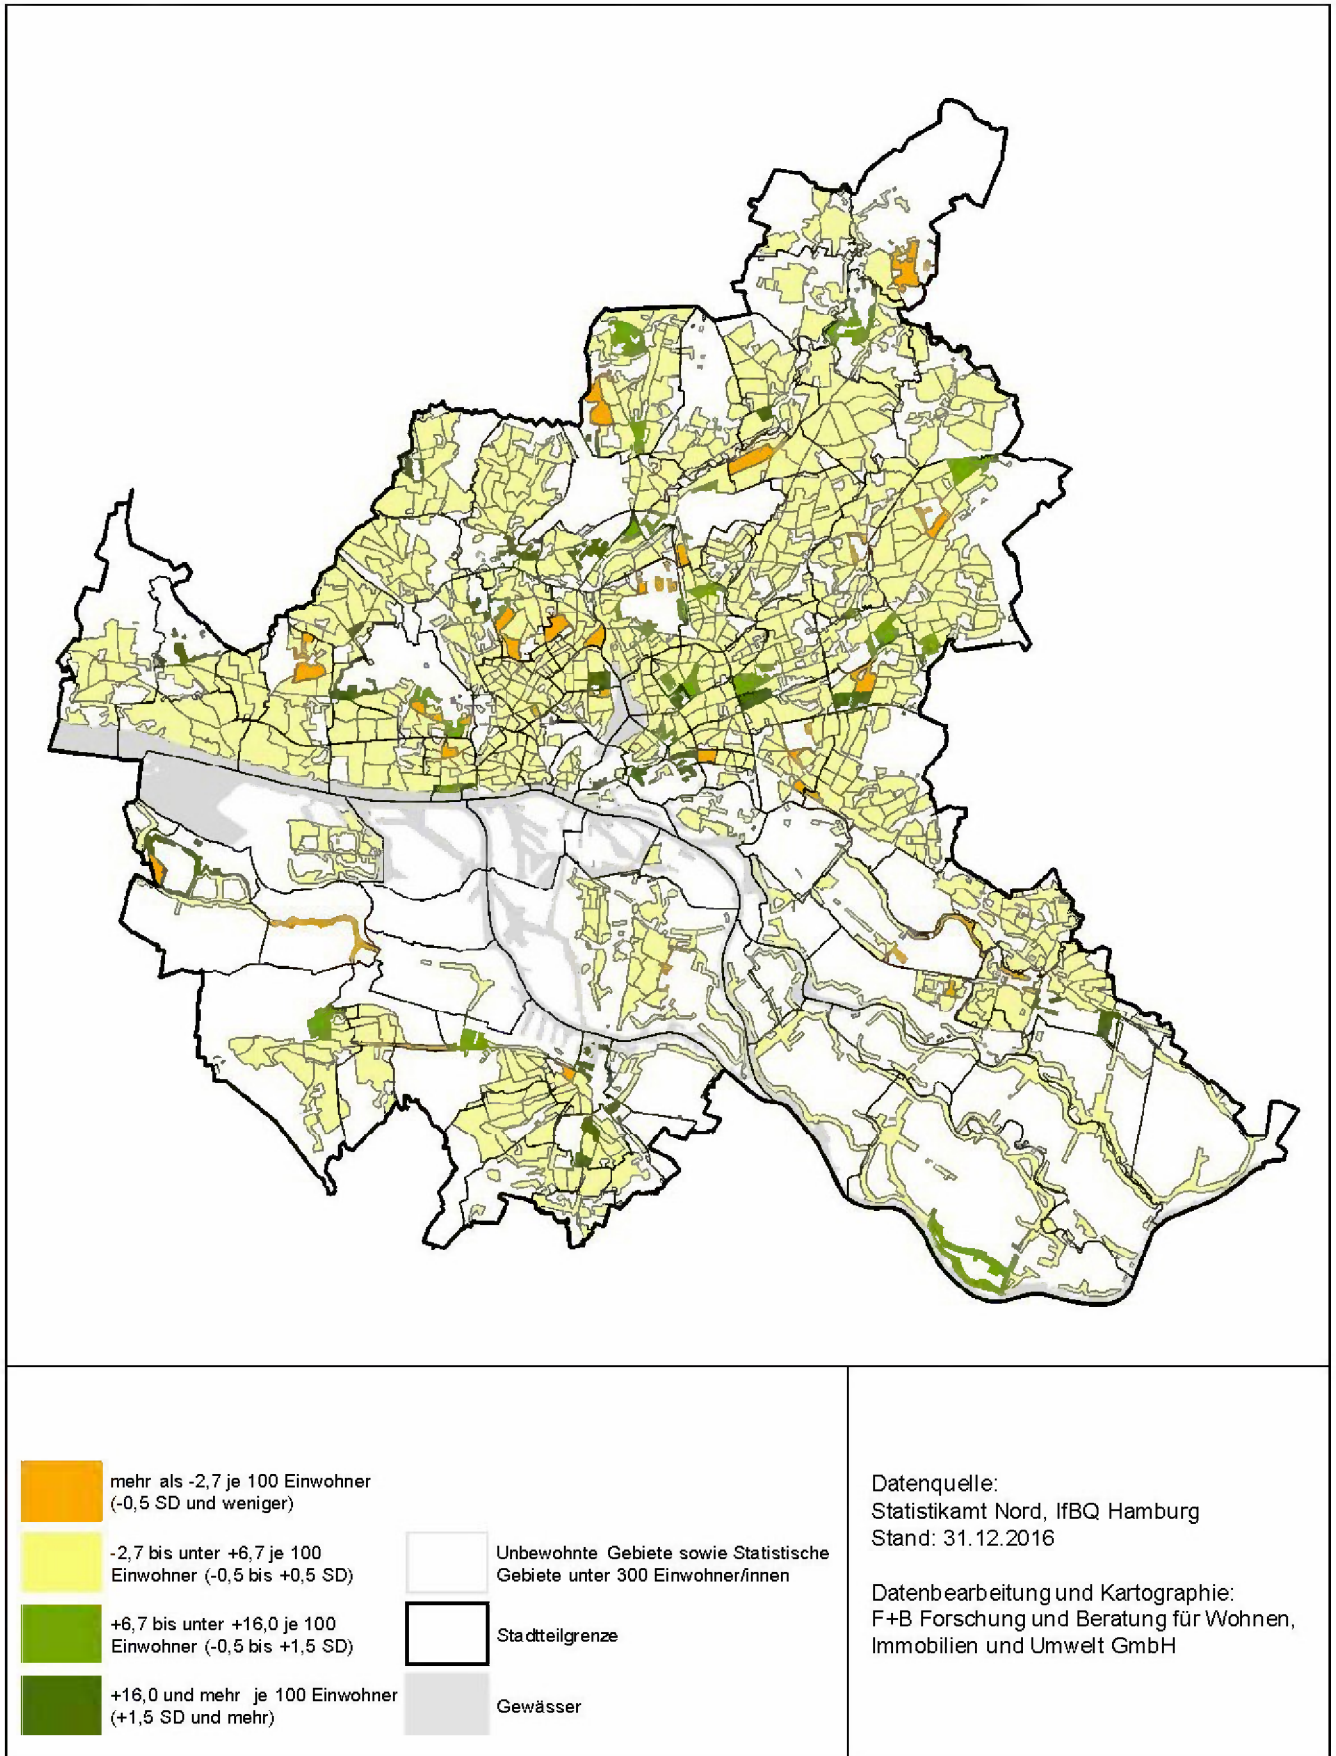 mehr als -2,7 je 100 Einwohner
(-0,5 SD und weniger)
-2,7 bis unter +6,7 je 100
Einwohner (-0,5 bis +0,5 SD)
+6,7 bis unter +16,0 je 100
Einwohner (-0,5 bis +1,5 SD)
+16,0 und mehr je 100 Einwohner
(+1,5 SD und mehr)
Unbewohnte Gebiete sowie Statistische
Gebiete unter 300 Einwohner/innen
Stadtteilgrenze
Gewässer
Datenquelle:
Statistikamt Nord, IfBQ Hamburg
Stand: 31.12.2016
Datenbearbeitung und Kartographie:
F+B Forschung und Beratung für Wohnen,
Immobilien und Umwelt GmbH